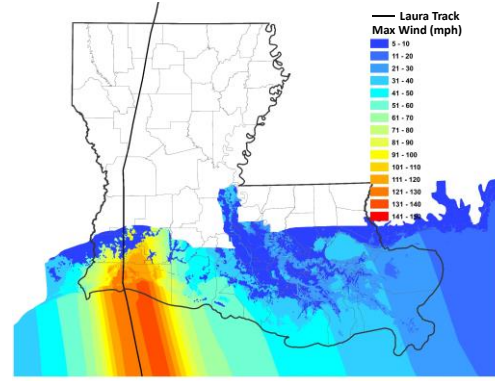 Laura Track
Max Wind (mph)
5 - 10
11 - 20
21 - 30
31 - 40
41 - 50
51 - 60
61 - 70
71 - 80
81 - 90
91 - 100
101 - 110
111 - 120
121 - 130
131 - 140
141 -